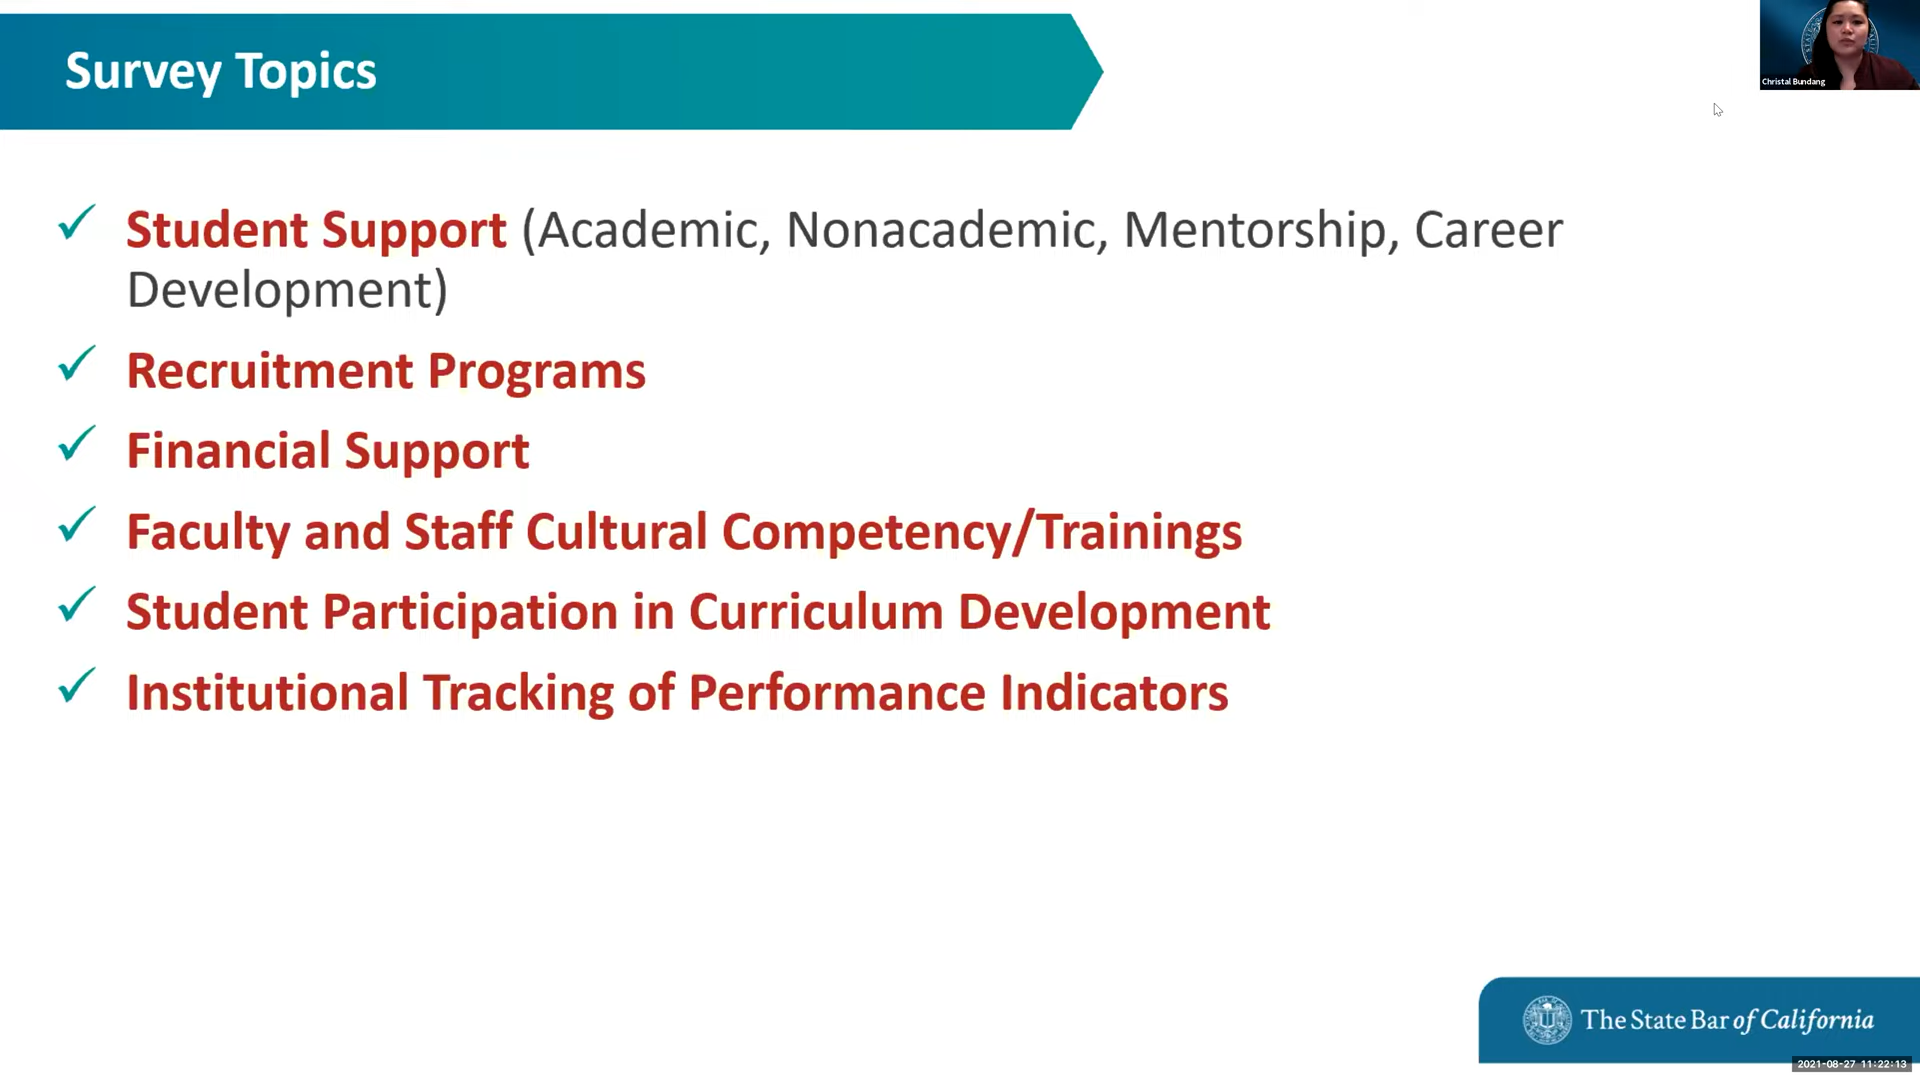 Survey Topics
Christal Bundang
Student Support (Academic, Nonacademic, Mentorship, Career
Development)
Recruitment Programs
Financial Support
Faculty and Staff Cultural Competency/Trainings
Student Participation in Curriculum Development
Institutional Tracking of Performance Indicators
The State Bar of California
2021-08-27 11:22:13